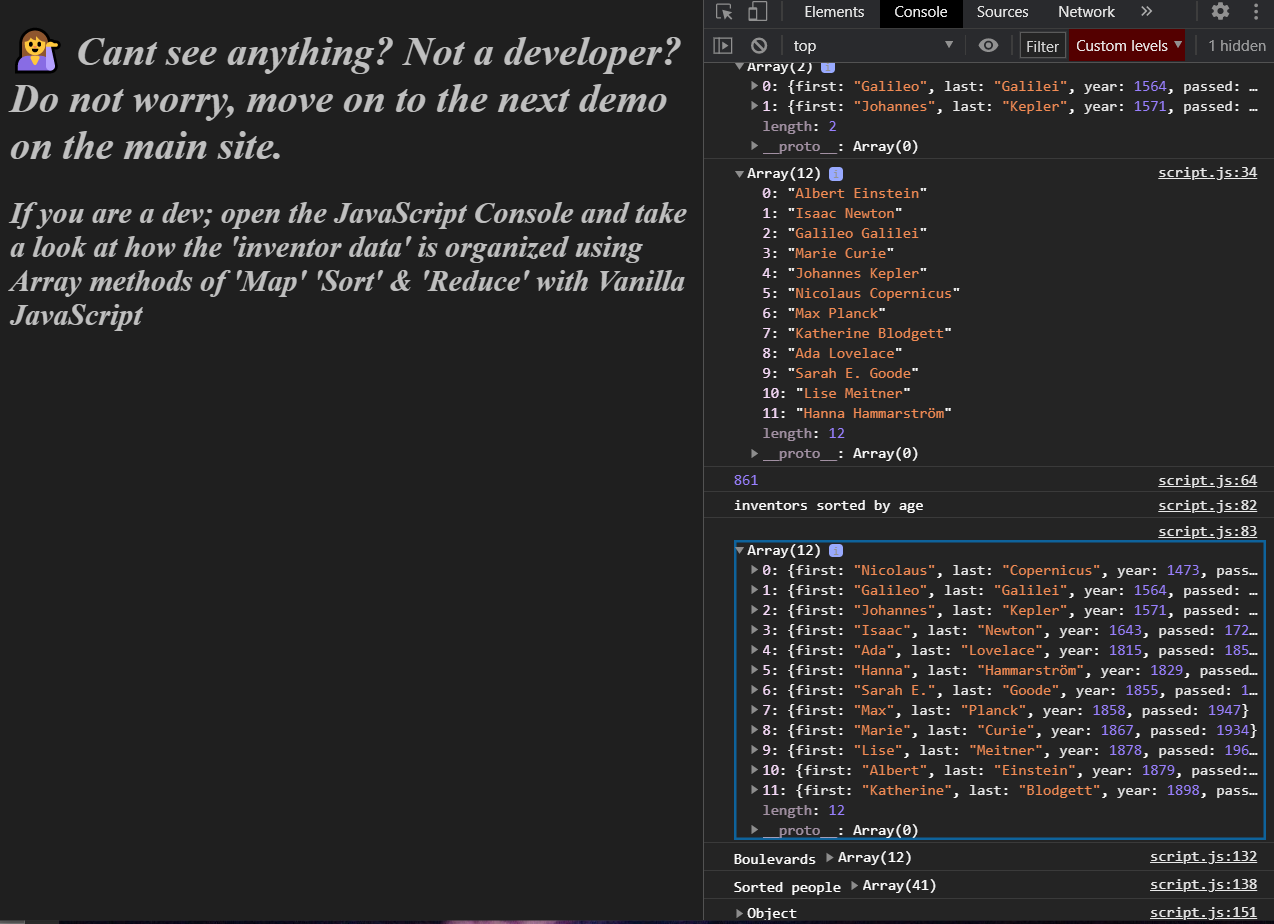 Cant see anything? Not a developer?
Do not worry, move on to the next demo
on the main site.
If you are a dev; open the JavaScript Console and take
a look at how the 'inventor data' is organized using
Array methods of 'Map' 'Sort' & 'Reduce' with Vanilla
JavaScript
Elements Console Sources Network »
top Filter Custom levels 1 hidden
Array(2) i
0: {first: "Galileo", last: "Galilei", year: 1564, passed: …
1: {first: "Johannes", last: "Kepler", year: 1571, passed: …
length: 2
__proto__: Array(0)
script.js:34
Array(12) i
0: "Albert Einstein"
1: "Isaac Newton"
2: "Galileo Galilei"
3: "Marie Curie"
4: "Johannes Kepler"
5: "Nicolaus Copernicus"
6: "Max Planck"
7: "Katherine Blodgett"
8: "Ada Lovelace"
9: "Sarah E. Goode"
10: "Lise Meitner"
11: "Hanna Hammarström"
length: 12
__proto__: Array(0)
861 script.js:64
inventors sorted by age script.js:82
script.js:83
Array(12) i
0: {first: "Nicolaus", last: "Copernicus", year: 1473, pass…
1: {first: "Galileo", last: "Galilei", year: 1564, passed: …
2: {first: "Johannes", last: "Kepler", year: 1571, passed: …
3: {first: "Isaac", last: "Newton", year: 1643, passed: 172…
4: {first: "Ada", last: "Lovelace", year: 1815, passed: 185…
5: {first: "Hanna", last: "Hammarström", year: 1829, passed…
6: {first: "Sarah E.", last: "Goode", year: 1855, passed: 1…
7: {first: "Max", last: "Planck", year: 1858, passed: 1947}
8: {first: "Marie", last: "Curie", year: 1867, passed: 1934}
9: {first: "Lise", last: "Meitner", year: 1878, passed: 196…
10: {first: "Albert", last: "Einstein", year: 1879, passed:…
11: {first: "Katherine", last: "Blodgett", year: 1898, pass…
length: 12
__proto__: Array(0)
Boulevards Array(12) script.js:132
Sorted people Array(41) script.js:138
Object script.js:151